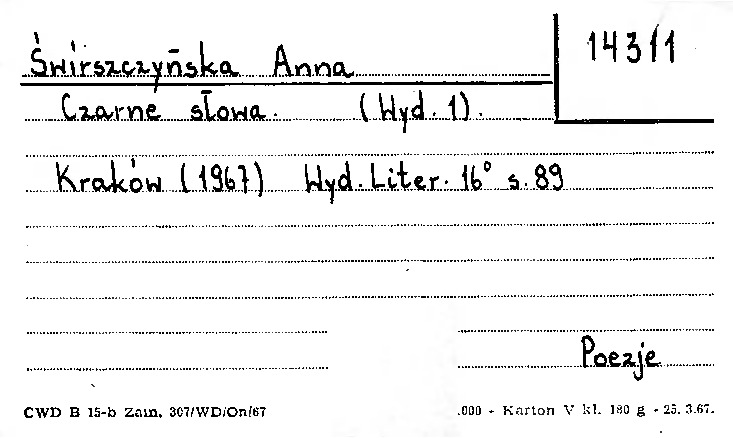 Świrszczyńska Anna
14311
Czarne słowa. (Wyd. 1).
Kraków (1967) Wyd. Liter. 16° s. 89
Poezje
CWD B 15-b Zam. 307/WD/On/67 .000 - Karton V kl. 180 g - 25. 3.67.